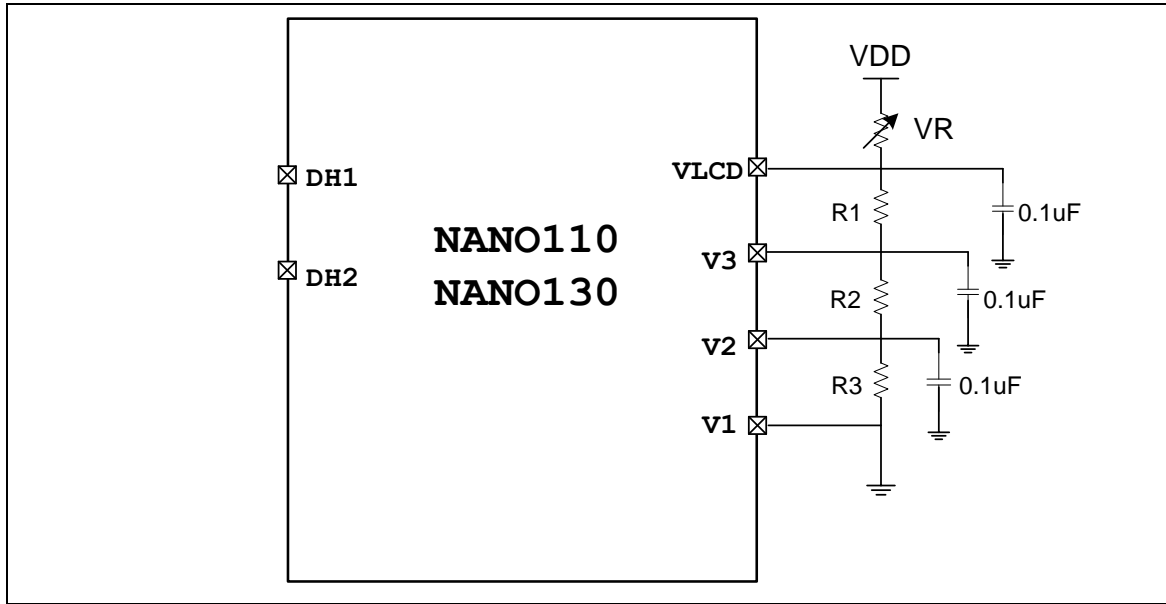 VDD
VR
DH1
VLCD
R1
0.1uF
NANO110
V3
DH2
NANO130
R2
0.1uF
V2
R3
0.1uF
V1